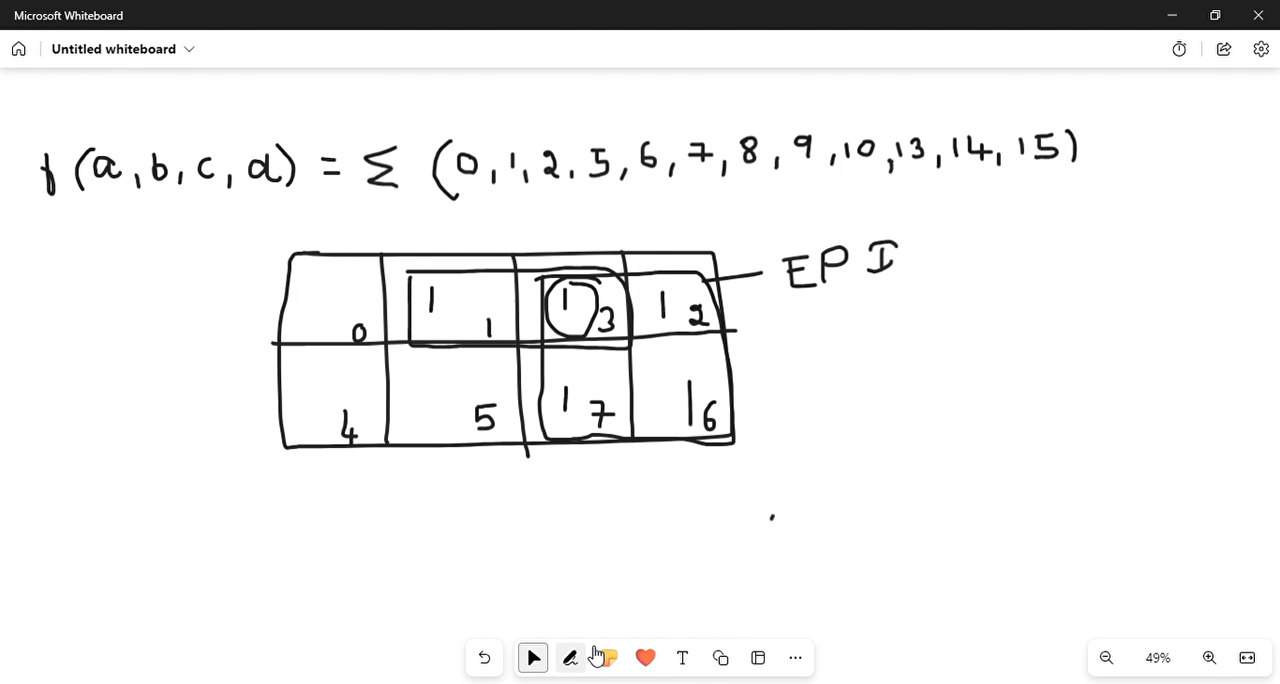 Microsoft Whiteboard
Untitled whiteboard
f (a, b, c, d) = Σ (0, 1, 2, 5, 6, 7, 8, 9, 10, 13, 14, 15)
EPI
1 1 1 3 1 2
0
1 7 1 6
4 5
49%